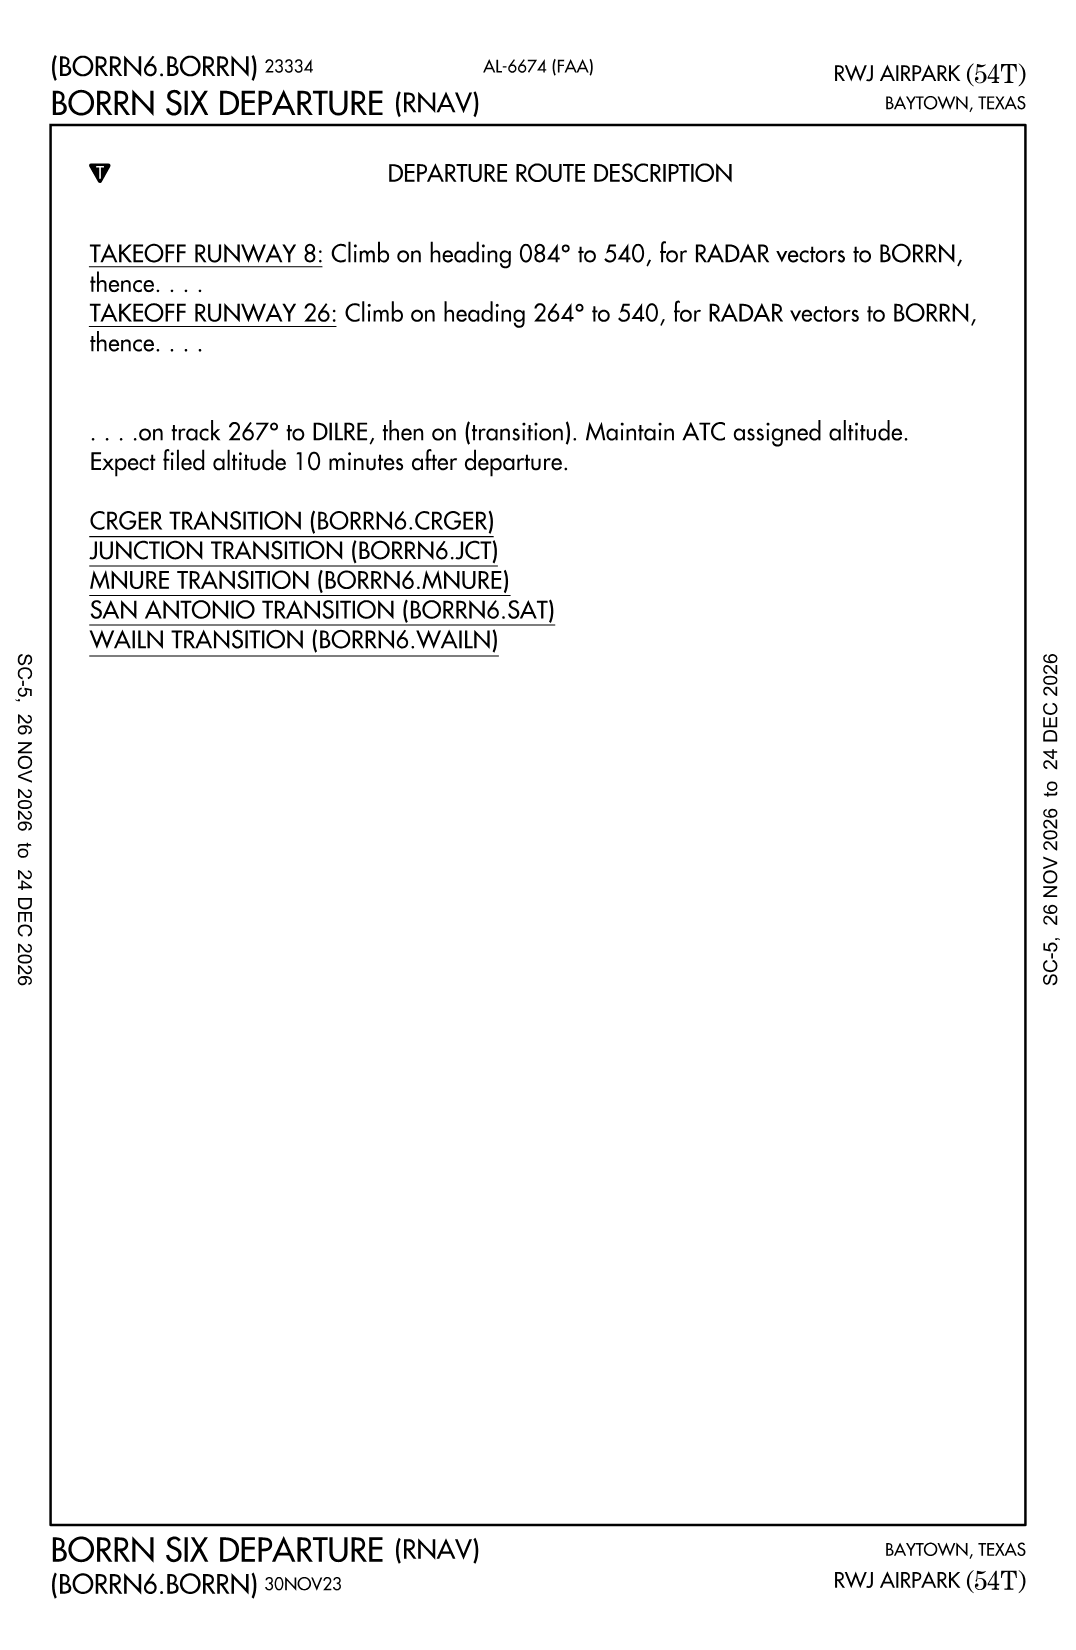 (BORRN6.BORRN) 23334
AL-6674 (FAA)
RWJ AIRPARK (54T)
BORRN SIX DEPARTURE (RNAV)
BAYTOWN, TEXAS
T
DEPARTURE ROUTE DESCRIPTION
TAKEOFF RUNWAY 8: Climb on heading 084° to 540, for RADAR vectors to BORRN,
thence. . . .
TAKEOFF RUNWAY 26: Climb on heading 264° to 540, for RADAR vectors to BORRN,
thence. . . .
. . . .on track 267° to DILRE, then on (transition). Maintain ATC assigned altitude.
Expect filed altitude 10 minutes after departure.
CRGER TRANSITION (BORRN6.CRGER)
JUNCTION TRANSITION (BORRN6.JCT)
MNURE TRANSITION (BORRN6.MNURE)
SAN ANTONIO TRANSITION (BORRN6.SAT)
WAILN TRANSITION (BORRN6.WAILN)
SC-5, 26 NOV 2026 to 24 DEC 2026
SC-5, 26 NOV 2026 to 24 DEC 2026
BORRN SIX DEPARTURE (RNAV)
BAYTOWN, TEXAS
(BORRN6.BORRN) 30NOV23
RWJ AIRPARK (54T)